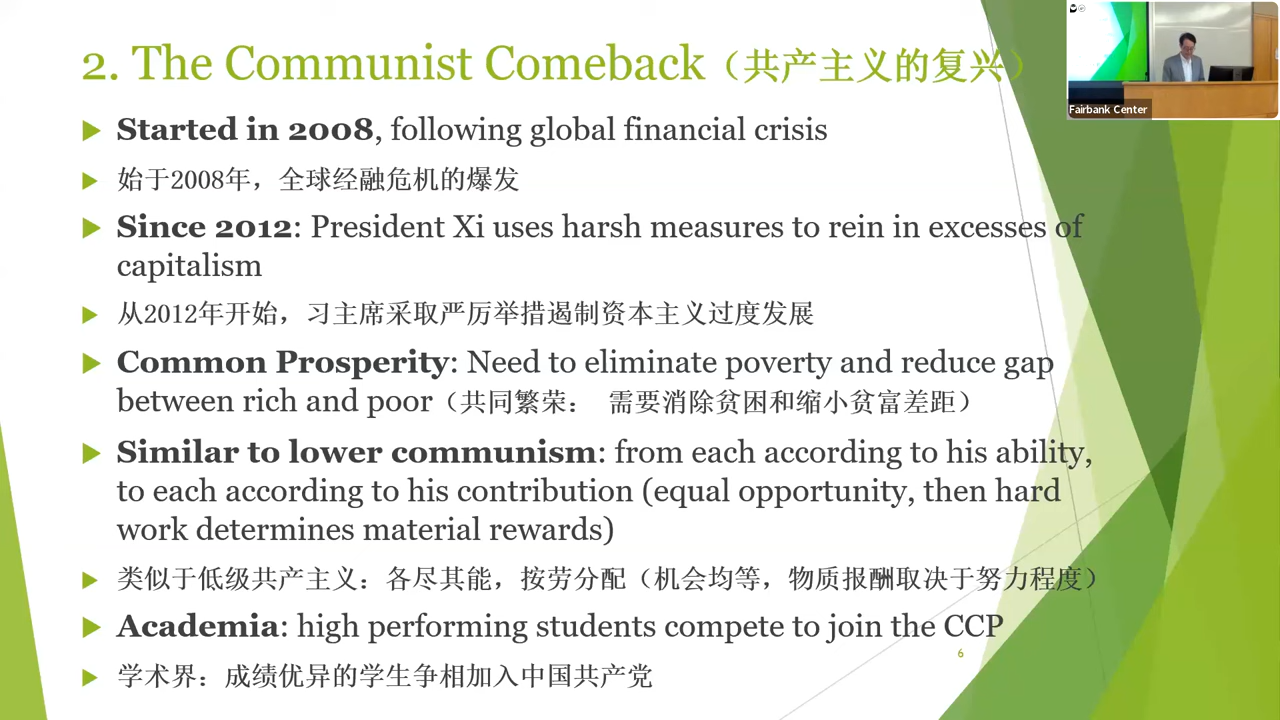 2. The Communist Comeback（共产主义的复兴）
Fairbank Center
Started in 2008, following global financial crisis
始于2008年，全球经融危机的爆发
Since 2012: President Xi uses harsh measures to rein in excesses of
capitalism
从2012年开始，习主席采取严厉举措遏制资本主义过度发展
Common Prosperity: Need to eliminate poverty and reduce gap
between rich and poor（共同繁荣： 需要消除贫困和缩小贫富差距）
Similar to lower communism: from each according to his ability,
to each according to his contribution (equal opportunity, then hard
work determines material rewards)
类似于低级共产主义：各尽其能，按劳分配（机会均等，物质报酬取决于努力程度）
Academia: high performing students compete to join the CCP
6
学术界：成绩优异的学生争相加入中国共产党